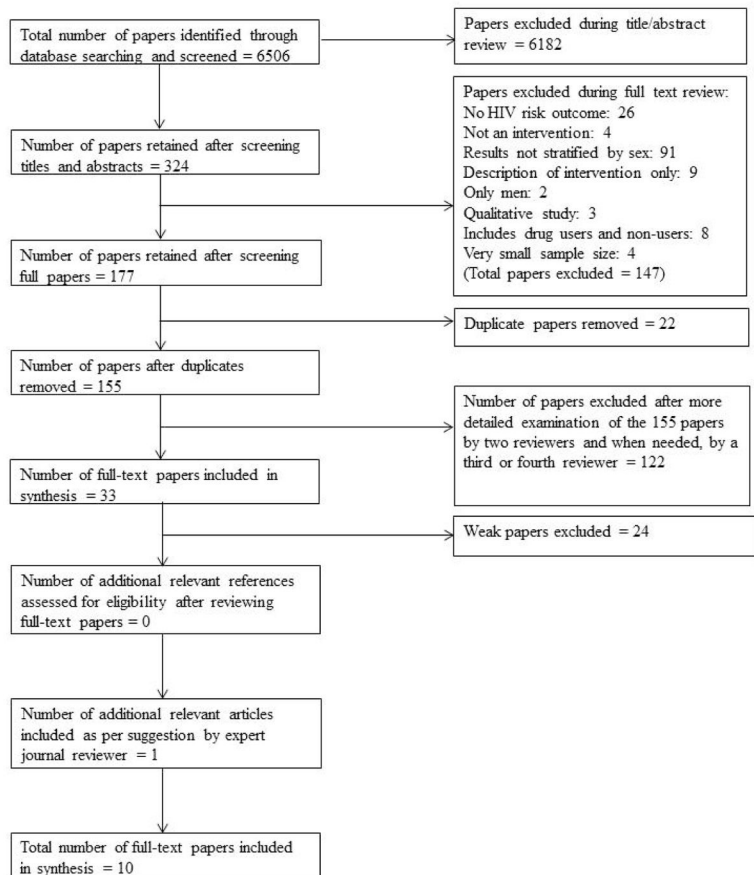 Total number of papers identified through
database searching and screened = 6506
Papers excluded during title/abstract
review = 6182
Papers excluded during full text review:
No HIV risk outcome: 26
Not an intervention: 4
Results not stratified by sex: 91
Description of intervention only: 9
Only men: 2
Qualitative study: 3
Includes drug users and non-users: 8
Very small sample size: 4
(Total papers excluded = 147)
Number of papers retained after screening
titles and abstracts = 324
Number of papers retained after screening
full papers = 177
Duplicate papers removed = 22
Number of papers after duplicates
removed = 155
Number of papers excluded after more
detailed examination of the 155 papers
by two reviewers and when needed, by a
third or fourth reviewer = 122
Number of full-text papers included in
synthesis = 33
Weak papers excluded = 24
Number of additional relevant references
assessed for eligibility after reviewing
full-text papers = 0
Number of additional relevant articles
included as per suggestion by expert
journal reviewer = 1
Total number of full-text papers included
in synthesis = 10